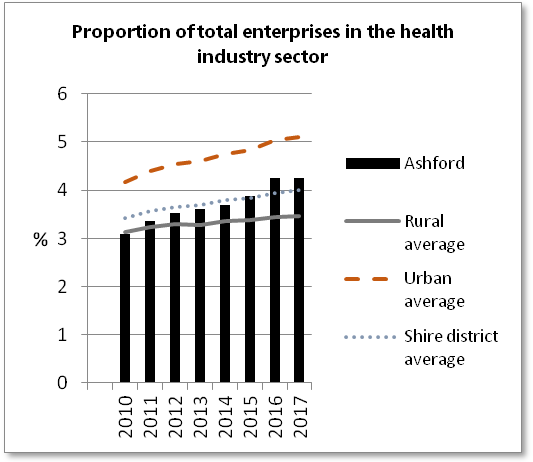 Proportion of total enterprises in the health
industry sector
6
5
4
3
2
1
0
%
2010
2011
2012
2013
2014
2015
2016
2017
Ashford
Rural
average
Urban
average
Shire district
average